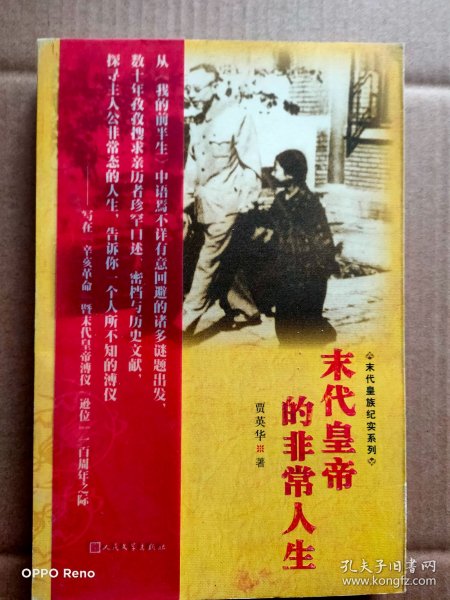 从《我的前半生》中语焉不详有意回避的诸多谜题出发，
数十年孜孜搜求亲历者珍罕口述、密档与历史文献，
探寻主人公非常态的人生，告诉你一个人所不知的溥仪
——写在 辛亥革命 暨末代皇帝溥仪“逊位”一百周年之际
末代皇族纪实系列
末代皇帝
的非常人生
贾英华※著
人民文学出版社
OPPO Reno
孔夫子旧书网
www.kongfz.com